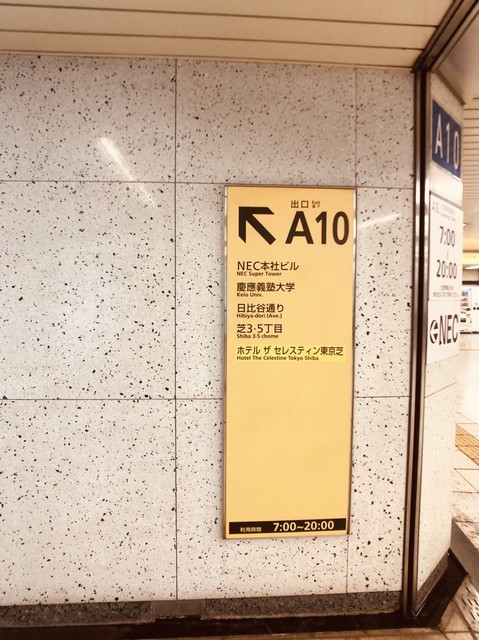 出口
A10
NEC本社ビル
NEC Super Tower
慶應義塾大学
Keio Univ.
日比谷通り
Hibiya-dori (Ave.)
芝3·5丁目
Shiba 3·5 chome
ホテル ザ セレスティン東京芝
Hotel The Celestine Tokyo Shiba
利用時間 7:00~20:00
A10
7:00
20:00
NEC